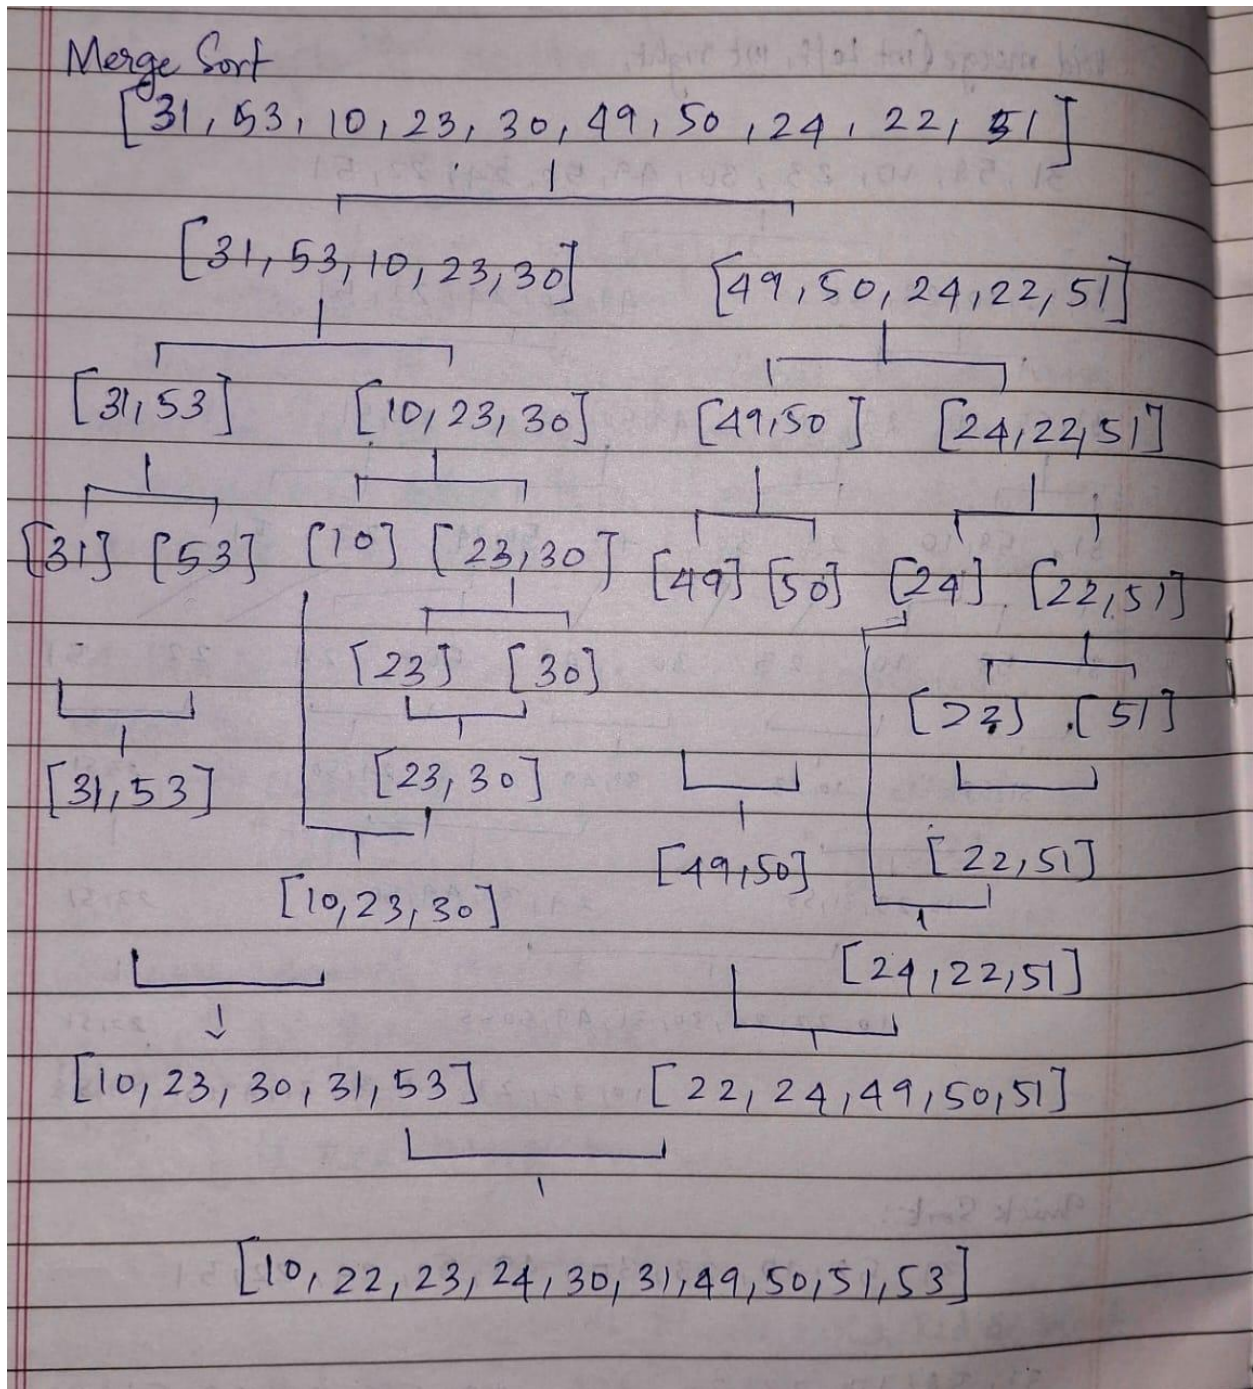 Merge Sort
[31, 53, 10, 23, 30, 49, 50, 24, 22, 51]
[31, 53, 10, 23, 30] [49, 50, 24, 22, 51]
[31, 53] [10, 23, 30] [49, 50] [24, 22, 51]
[31] [53] [10] [23, 30] [49] [50] [24] [22, 51]
[23] [30] [22] [51]
[31, 53] [23, 30] [49, 50] [22, 51]
[10, 23, 30] [24, 22, 51]
[10, 23, 30, 31, 53] [22, 24, 49, 50, 51]
[10, 22, 23, 24, 30, 31, 49, 50, 51, 53]